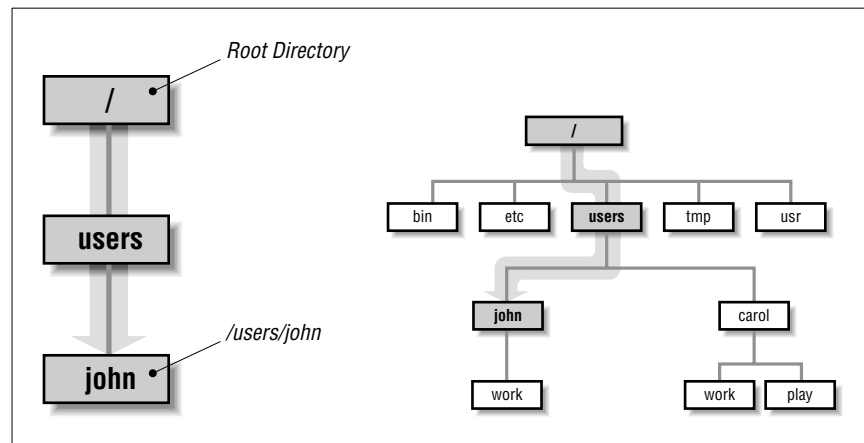 Root Directory
/
users
/users/john
john
/
bin etc users tmp usr
john carol
work work play